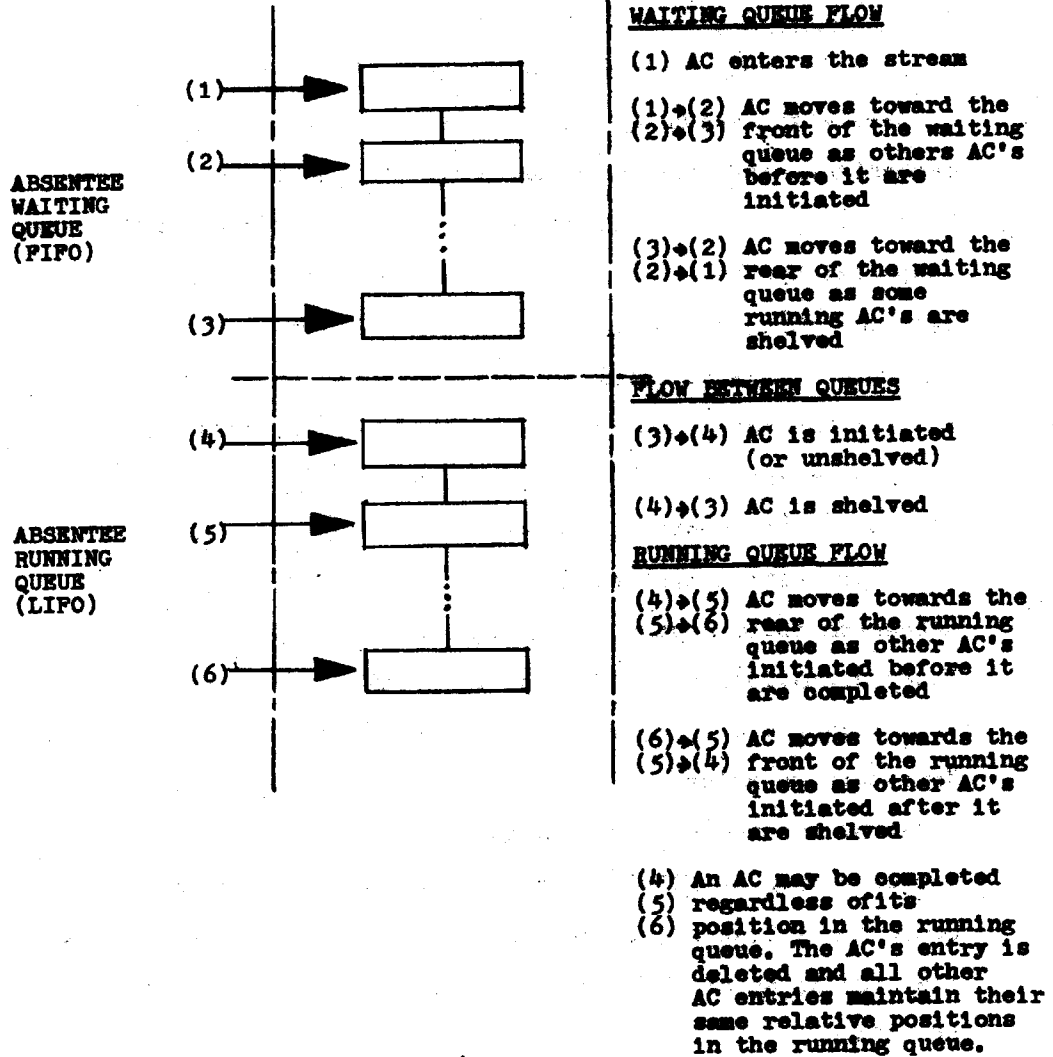 (1)
(2)
ABSENTEE
WAITING
QUEUE
(FIFO)
(3)
(4)
(5)
ABSENTEE
RUNNING
QUEUE
(LIFO)
(6)
WAITING QUEUE FLOW
(1) AC enters the stream
(1)→(2) AC moves toward the
(2)→(3) front of the waiting
queue as others AC's
before it are
initiated
(3)→(2) AC moves toward the
(2)→(1) rear of the waiting
queue as some
running AC's are
shelved
FLOW BETWEEN QUEUES
(3)→(4) AC is initiated
(or unshelved)
(4)→(3) AC is shelved
RUNNING QUEUE FLOW
(4)→(5) AC moves towards the
(5)→(6) rear of the running
queue as other AC's
initiated before it
are completed
(6)→(5) AC moves towards the
(5)→(4) front of the running
queue as other AC's
initiated after it
are shelved
(4) An AC may be completed
(5) regardless ofits
(6) position in the running
queue. The AC's entry is
deleted and all other
AC entries maintain their
same relative positions
in the running queue.